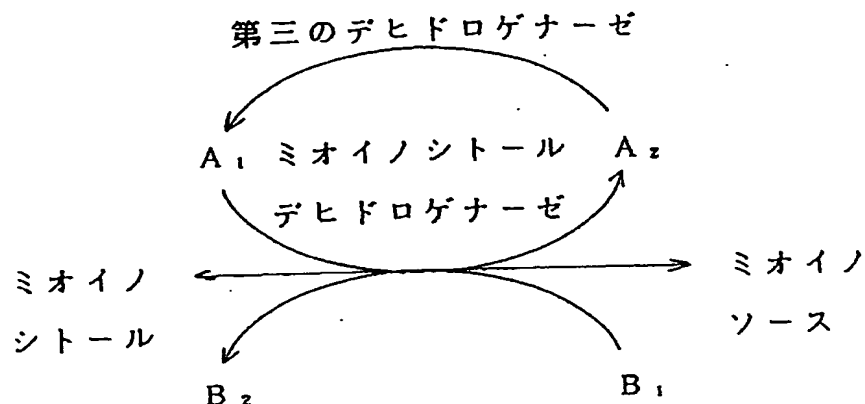 第三のデヒドロゲナーゼ
A₁ ミオイノシトール A₂
デヒドロゲナーゼ
ミオイノ
シトール
ミオイノ
ソース
B₂
B₁